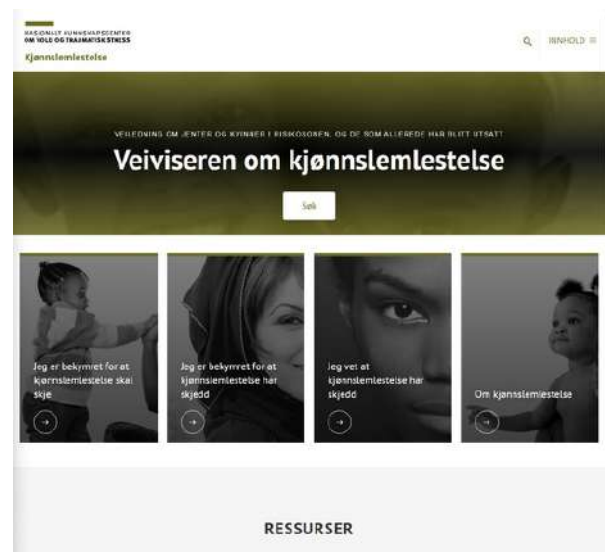 NASJONALT KUNNSKAPSSENTER
OM VOLD OG TRAUMATISK STRESS
Kjønnslemlestelse
INNHOLD
VEILEDNING OM JENTER OG KVINNER I RISIKOSONEN, OG DE SOM ALLEREDE HAR BLITT UTSATT
Veiviseren om kjønnslemlestelse
Søk
Jeg er bekymret for at
kjønnslemlestelse skal
skje
Jeg er bekymret for at
kjønnslemlestelse har
skjedd
Jeg vet at
kjønnslemlestelse har
skjedd
Om kjønnslemlestelse
RESSURSER